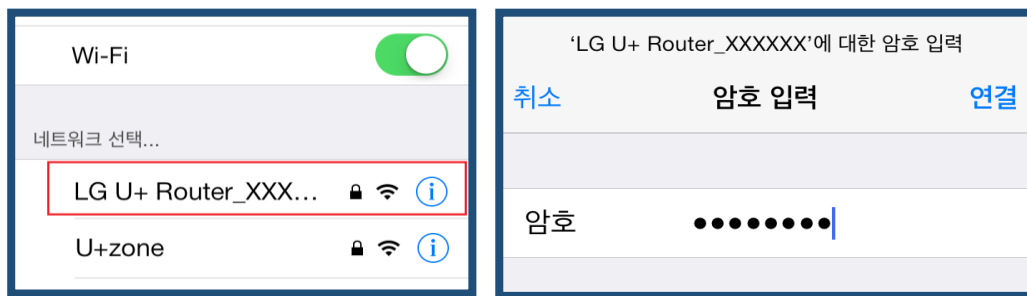 Wi-Fi
네트워크 선택...
LG U+ Router_XXX...
U+zone
'LG U+ Router_XXXXXX'에 대한 암호 입력
취소 암호 입력 연결
암호 ●●●●●●●●